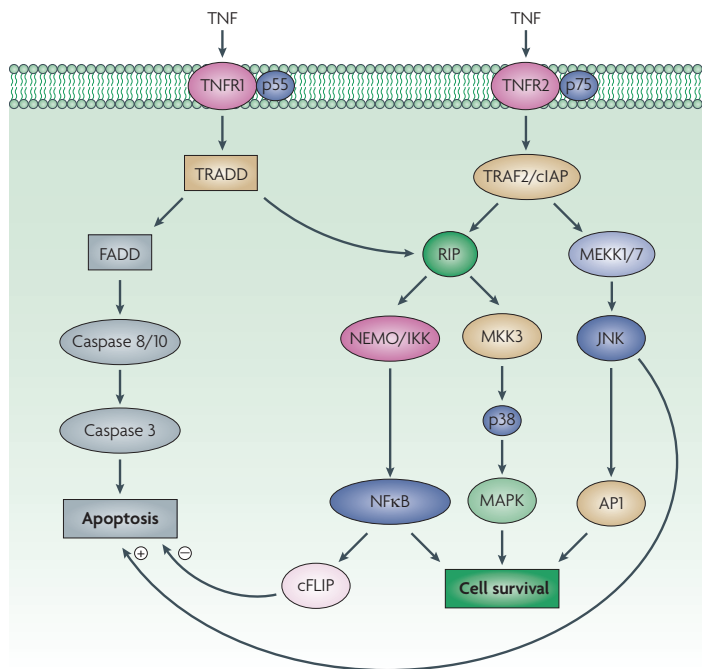 TNF
TNF
TNFR1
p55
TNFR2
p75
TRADD
TRAF2/cIAP
FADD
RIP
MEKK1/7
Caspase 8/10
NEMO/IKK
MKK3
JNK
Caspase 3
p38
Apoptosis
NFκB
MAPK
AP1
+
−
cFLIP
Cell survival